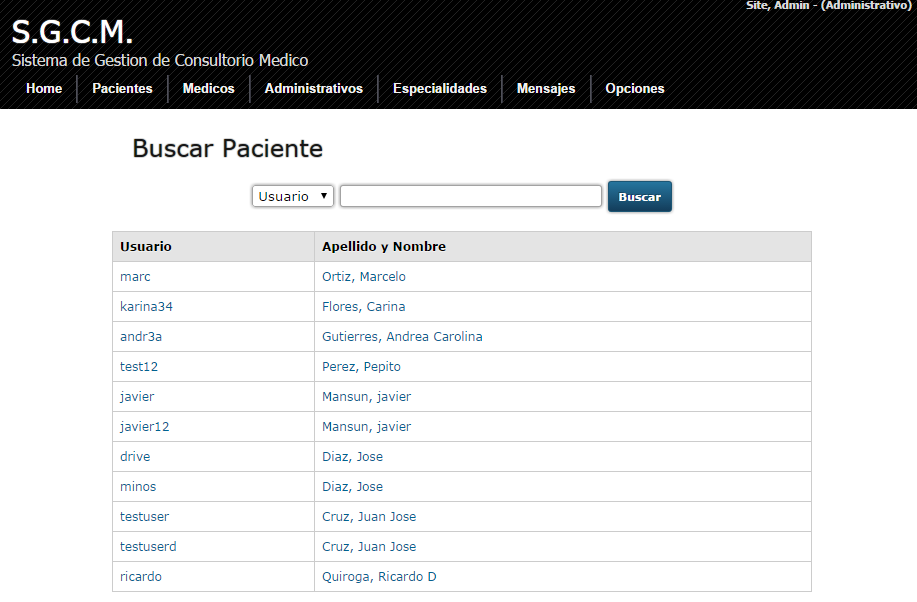 Site, Admin - (Administrativo)
S.G.C.M.
Sistema de Gestion de Consultorio Medico
Home Pacientes Medicos Administrativos Especialidades Mensajes Opciones
Buscar Paciente
Usuario Buscar
Usuario Apellido y Nombre
marc Ortiz, Marcelo
karina34 Flores, Carina
andr3a Gutierres, Andrea Carolina
test12 Perez, Pepito
javier Mansun, javier
javier12 Mansun, javier
drive Diaz, Jose
minos Diaz, Jose
testuser Cruz, Juan Jose
testuserd Cruz, Juan Jose
ricardo Quiroga, Ricardo D